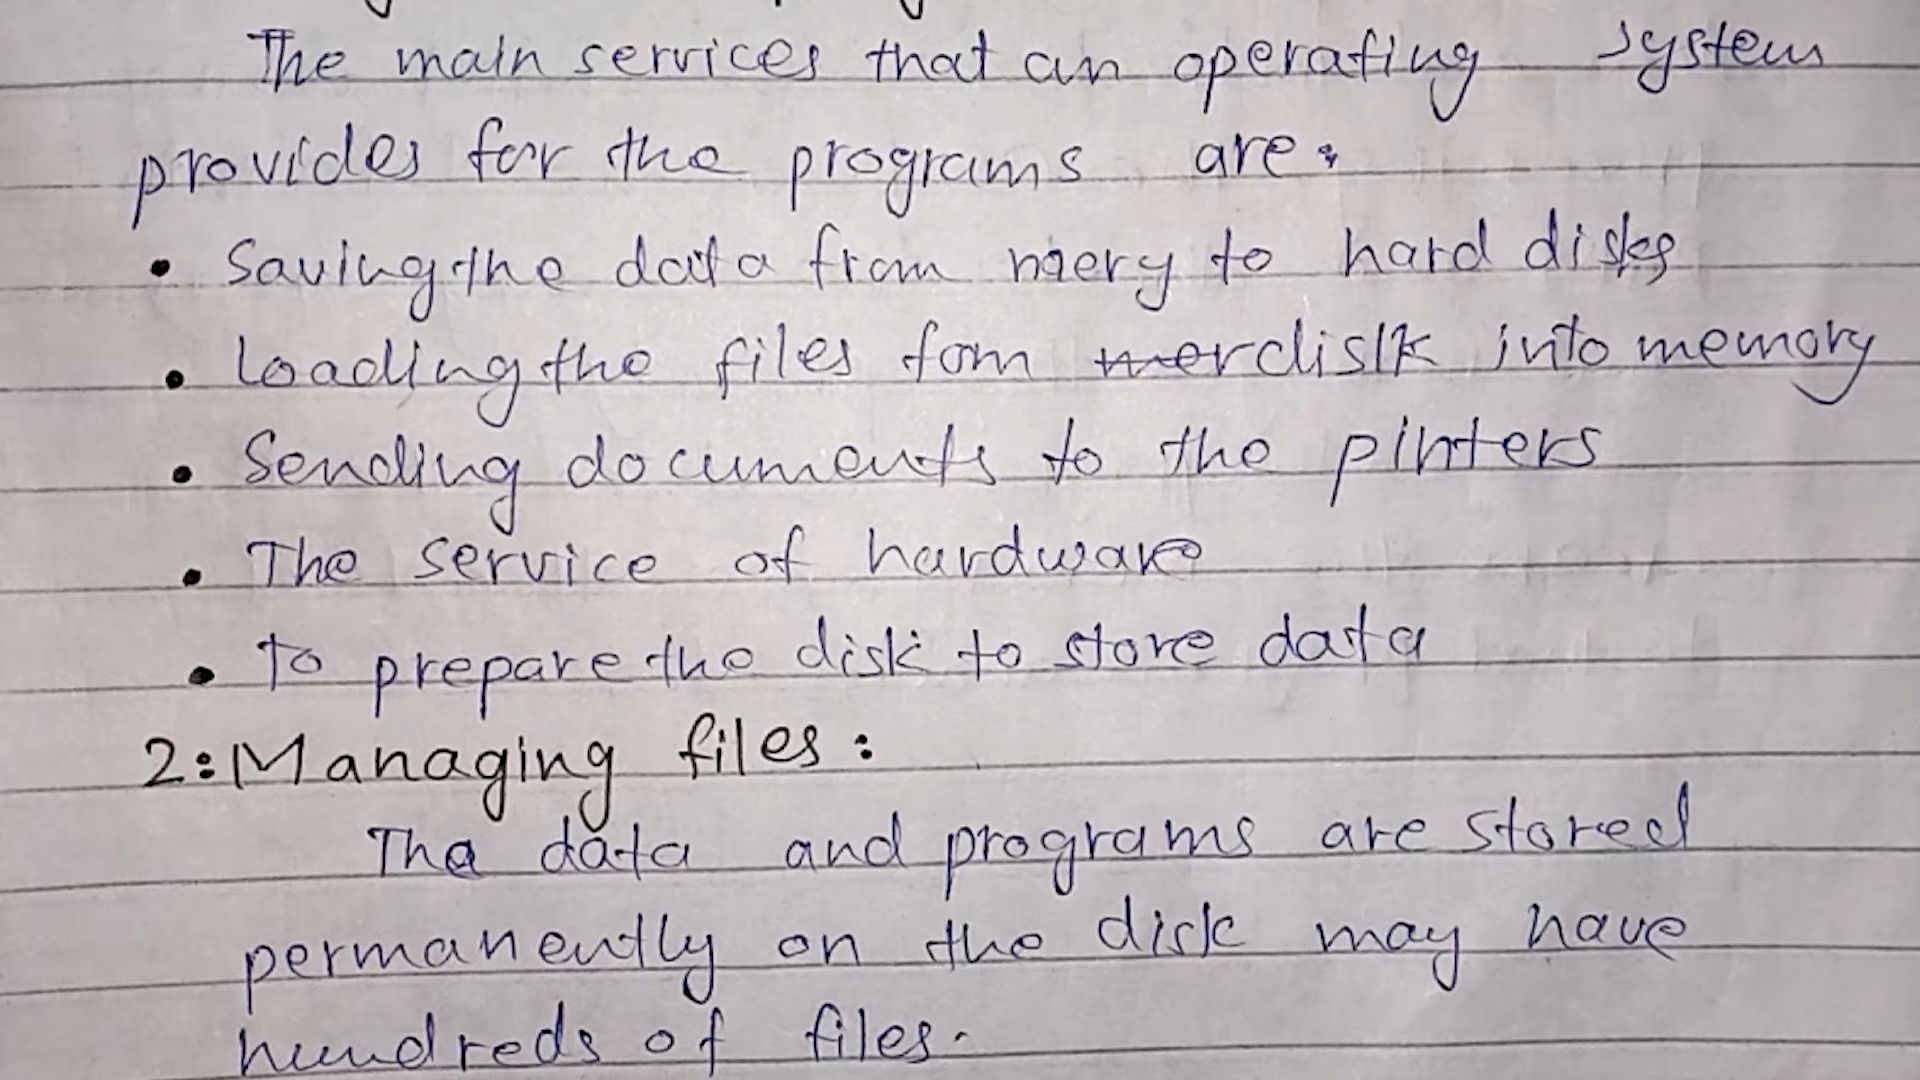 The main services that an operating system
provides for the programs are:
• Saving the data from mery to hard disks
• Loading the files fom ~~mer~~disk into memory
• Sending documents to the pinters
• The service of hardware
• To prepare the disk to store data
2:Managing files:
The data and programs are stored
permanently on the disk may have
hundreds of files.